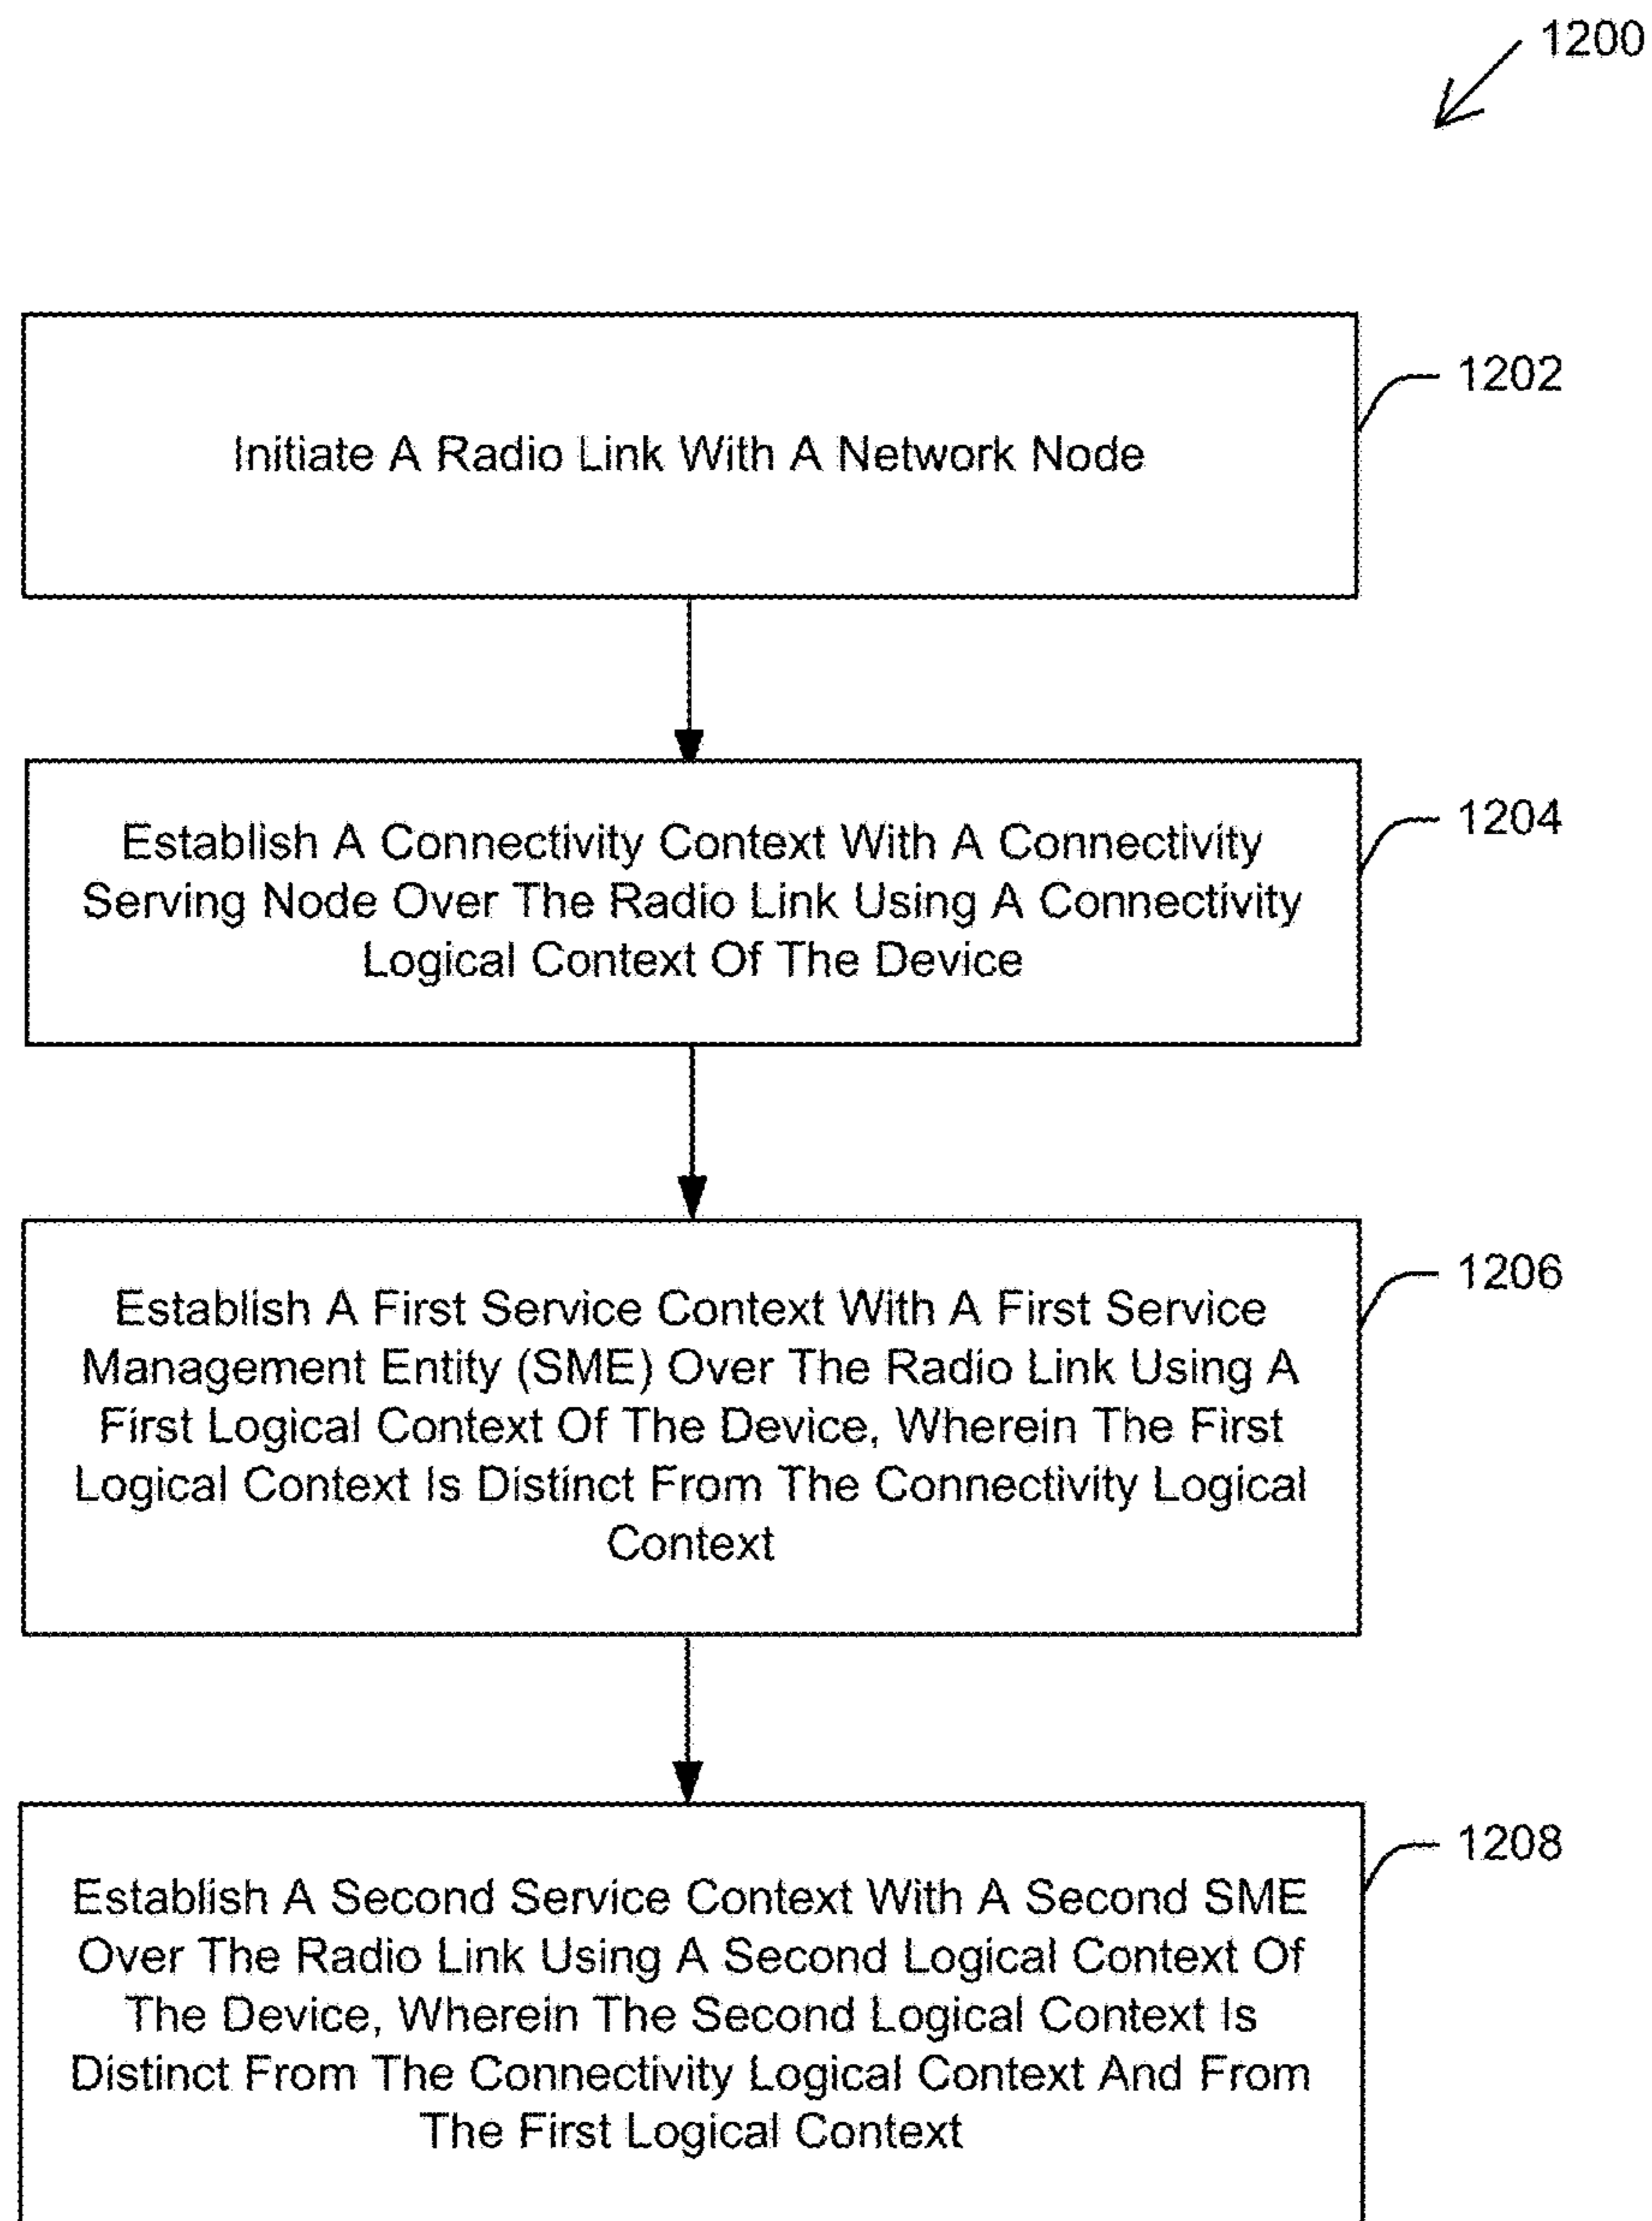 1200
Initiate A Radio Link With A Network Node
1202
Establish A Connectivity Context With A Connectivity
Serving Node Over The Radio Link Using A Connectivity
Logical Context Of The Device
1204
Establish A First Service Context With A First Service
Management Entity (SME) Over The Radio Link Using A
First Logical Context Of The Device, Wherein The First
Logical Context Is Distinct From The Connectivity Logical
Context
1206
Establish A Second Service Context With A Second SME
Over The Radio Link Using A Second Logical Context Of
The Device, Wherein The Second Logical Context Is
Distinct From The Connectivity Logical Context And From
The First Logical Context
1208